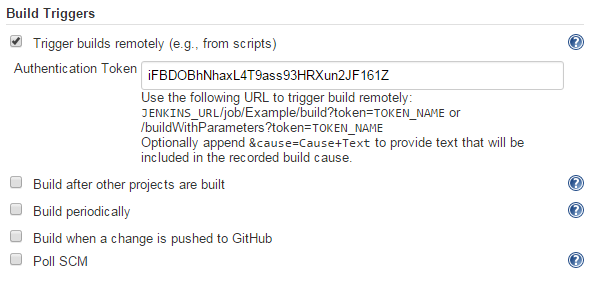 Build Triggers
Trigger builds remotely (e.g., from scripts)
Authentication Token
iFBDOBhNhaxL4T9ass93HRXun2JF161Z
Use the following URL to trigger build remotely:
JENKINS_URL/job/Example/build?token=TOKEN_NAME or
/buildWithParameters?token=TOKEN_NAME
Optionally append &cause=Cause+Text to provide text that will be
included in the recorded build cause.
Build after other projects are built
Build periodically
Build when a change is pushed to GitHub
Poll SCM